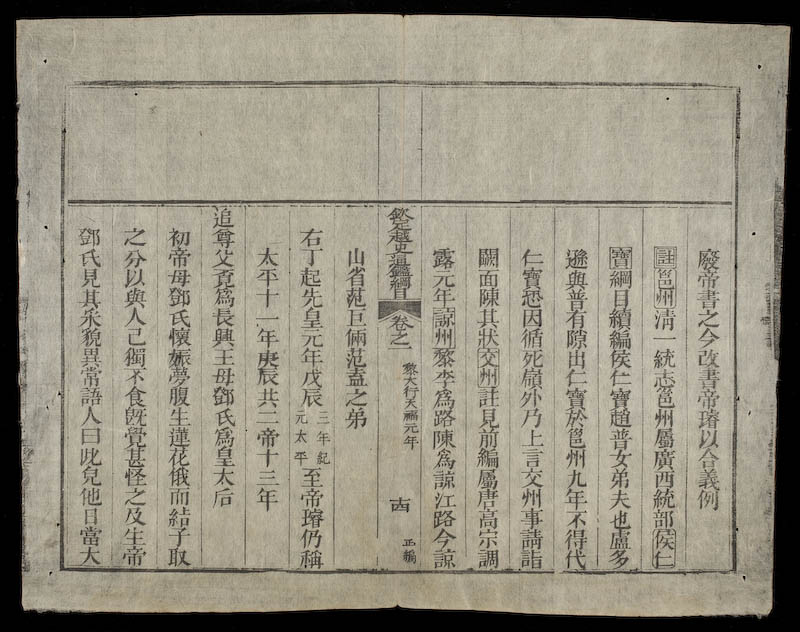 廢帝書之今改書帝璿以合義例
註邕州清一統志邕州屬廣西統部侯仁
寶綱目續編侯仁寶趙普女弟夫也盧多
遜與普有隙出仁寶於邕州九年不得代
仁寶恐因循死嶺外乃上言交州事請詣
闕面陳其狀交州註見前編屬唐高宗調
露元年諒州黎李爲路陳爲諒江路今諒
欽定越史通鑑綱目 卷之一 黎大行天福元年 十四 正編
山省范巨倆范盍之弟
右丁起先皇元年戊辰三年紀元太平至帝璿仍稱
太平十一年庚辰共二帝十三年
追尊父 爲長興王母鄧氏爲皇太后
初帝母鄧氏懷娠夢腹生蓮花俄而結子取
之分以與人己獨不食旣覺甚怪之及生帝
鄧氏見其釆貌異常語人曰此兒他日當大